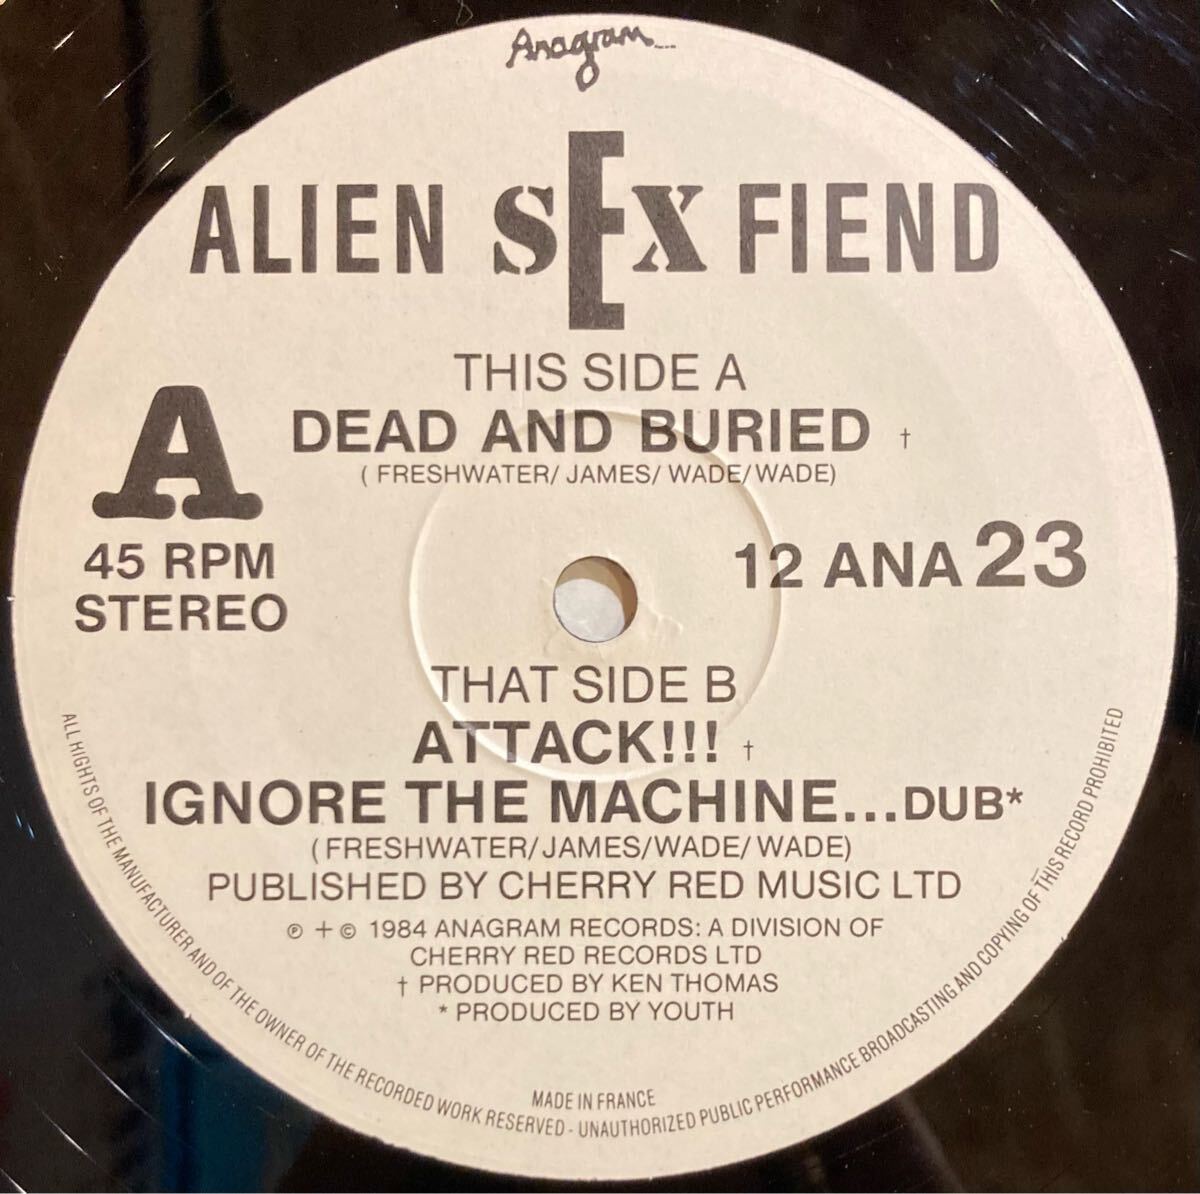 Anagram....
ALIEN SEX FIEND
THIS SIDE A
DEAD AND BURIED †
( FRESHWATER/ JAMES/ WADE/WADE)
A
45 RPM
STEREO
12 ANA 23
THAT SIDE B
ATTACK!!! †
IGNORE THE MACHINE...DUB*
(FRESHWATER/JAMES/WADE/WADE)
PUBLISHED BY CHERRY RED MUSIC LTD
℗ + © 1984 ANAGRAM RECORDS: A DIVISION OF
CHERRY RED RECORDS LTD
† PRODUCED BY KEN THOMAS
* PRODUCED BY YOUTH
MADE IN FRANCE
ALL HIGHTS OF THE MANUFACTURER AND OF THE OWNER OF THE RECORDED WORK RESERVED - UNAUTHORIZED PUBLIC PERFORMANCE BROADCASTING AND COPYING OF THIS RECORD PROHIBITED